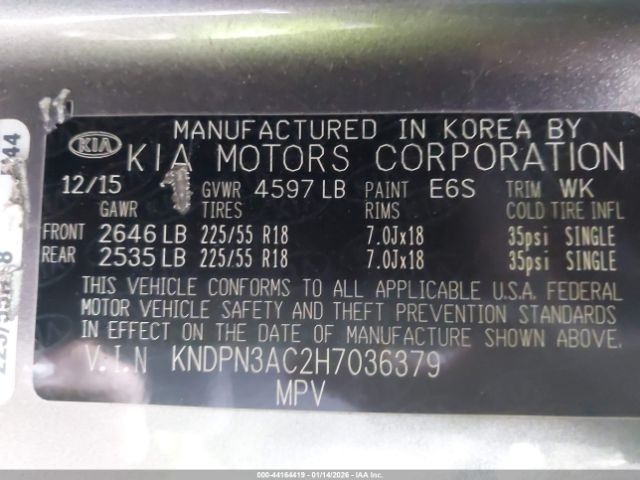 MANUFACTURED IN KOREA BY
KIA KIA MOTORS CORPORATION
12/15 GVWR 4597 LB PAINT E6S TRIM WK
GAWR TIRES RIMS COLD TIRE INFL
FRONT 2646 LB 225/55 R18 7.0Jx18 35psi SINGLE
REAR 2535 LB 225/55 R18 7.0Jx18 35psi SINGLE
THIS VEHICLE CONFORMS TO ALL APPLICABLE U.S.A. FEDERAL
MOTOR VEHICLE SAFETY AND THEFT PREVENTION STANDARDS
IN EFFECT ON THE DATE OF MANUFACTURE SHOWN ABOVE.
V.I.N KNDPN3AC2H7036379
MPV
000-44164419 - 01/14/2026 - IAAI.COM